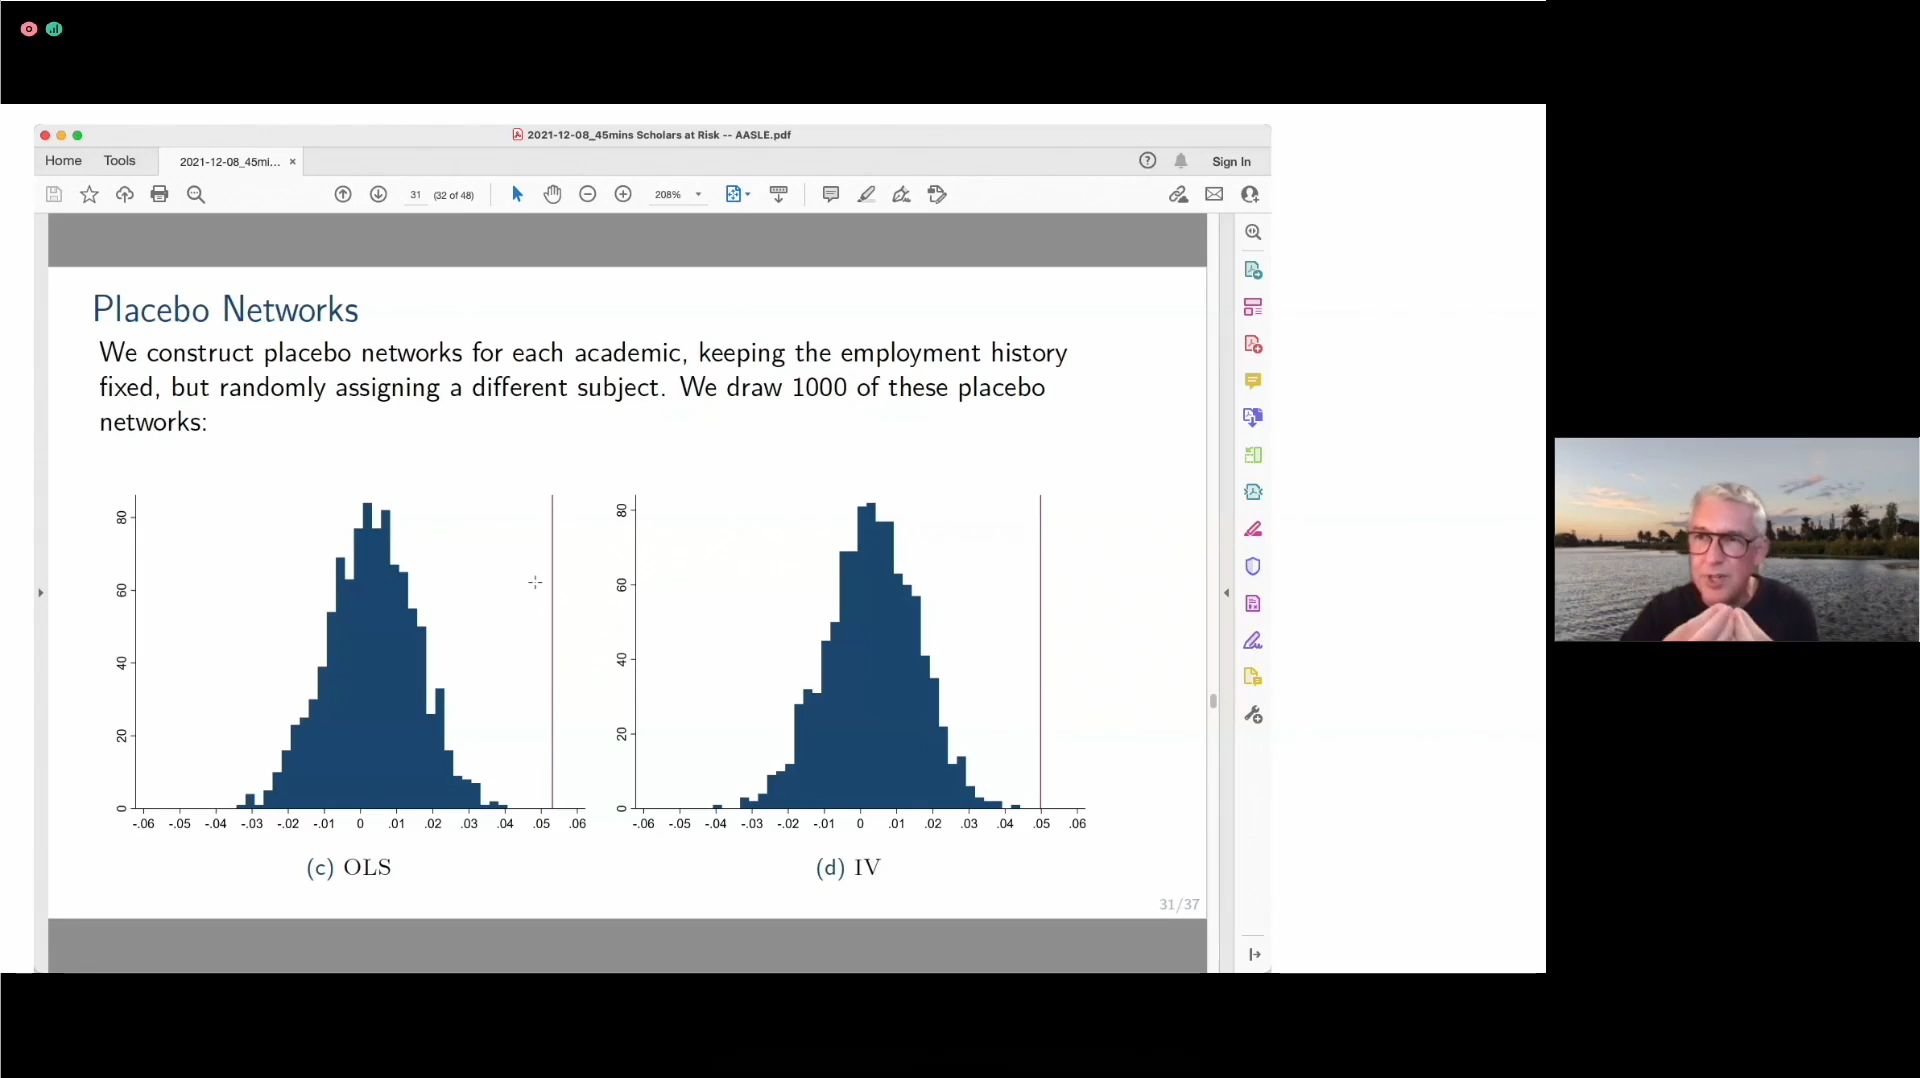 2021-12-08_45mins Scholars at Risk -- AASLE.pdf
Home Tools 2021-12-08_45mi... × Sign In
31 (32 of 48) 208%
Placebo Networks
We construct placebo networks for each academic, keeping the employment history
fixed, but randomly assigning a different subject. We draw 1000 of these placebo
networks:
80
60
40
20
0
-.06 -.05 -.04 -.03 -.02 -.01 0 .01 .02 .03 .04 .05 .06
(c) OLS
80
60
40
20
0
-.06 -.05 -.04 -.03 -.02 -.01 0 .01 .02 .03 .04 .05 .06
(d) IV
31/37